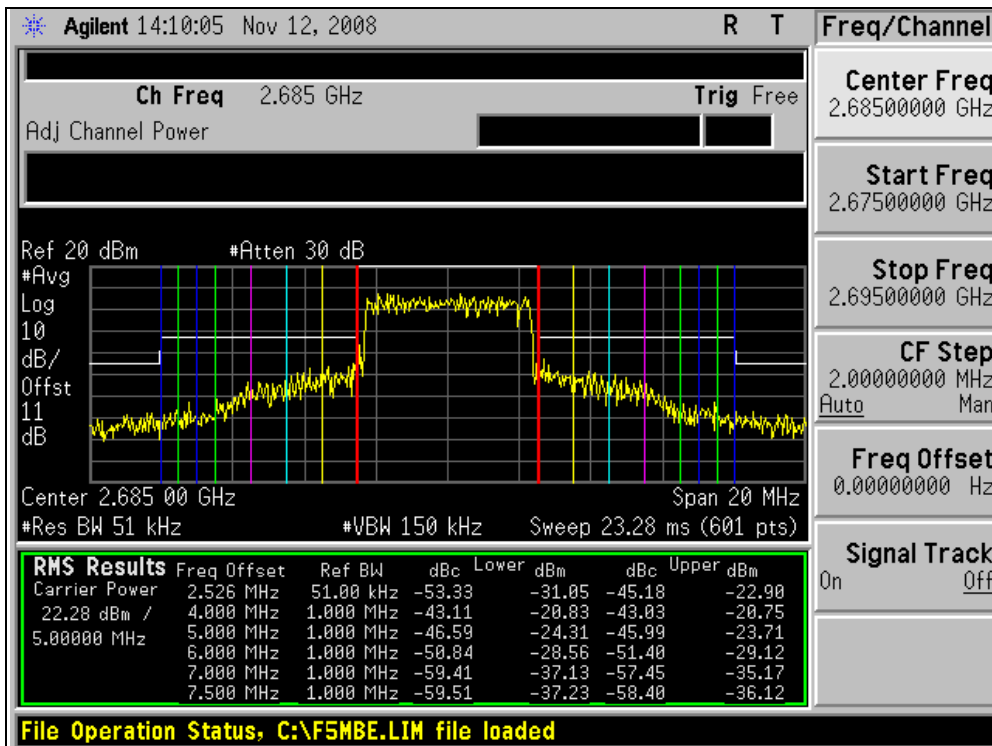 Agilent 14:10:05 Nov 12, 2008 R T
Freq/Channel
Ch Freq 2.685 GHz Trig Free
Adj Channel Power
Center Freq
2.68500000 GHz
Start Freq
2.67500000 GHz
Stop Freq
2.69500000 GHz
CF Step
2.00000000 MHz
Auto Man
Freq Offset
0.00000000 Hz
Signal Track
On Off
Ref 20 dBm #Atten 30 dB
#Avg
Log
10
dB/
Offst
11
dB
Center 2.685 00 GHz Span 20 MHz
#Res BW 51 kHz #VBW 150 kHz Sweep 23.28 ms (601 pts)
RMS Results Freq Offset Ref BW dBc Lower dBm dBc Upper dBm
Carrier Power 2.526 MHz 51.00 kHz -53.33 -31.05 -45.18 -22.90
22.28 dBm / 4.000 MHz 1.000 MHz -43.11 -20.83 -43.03 -20.75
5.00000 MHz 5.000 MHz 1.000 MHz -46.59 -24.31 -45.99 -23.71
6.000 MHz 1.000 MHz -50.84 -28.56 -51.40 -29.12
7.000 MHz 1.000 MHz -59.41 -37.13 -57.45 -35.17
7.500 MHz 1.000 MHz -59.51 -37.23 -58.40 -36.12
File Operation Status, C:\F5MBE.LIM file loaded